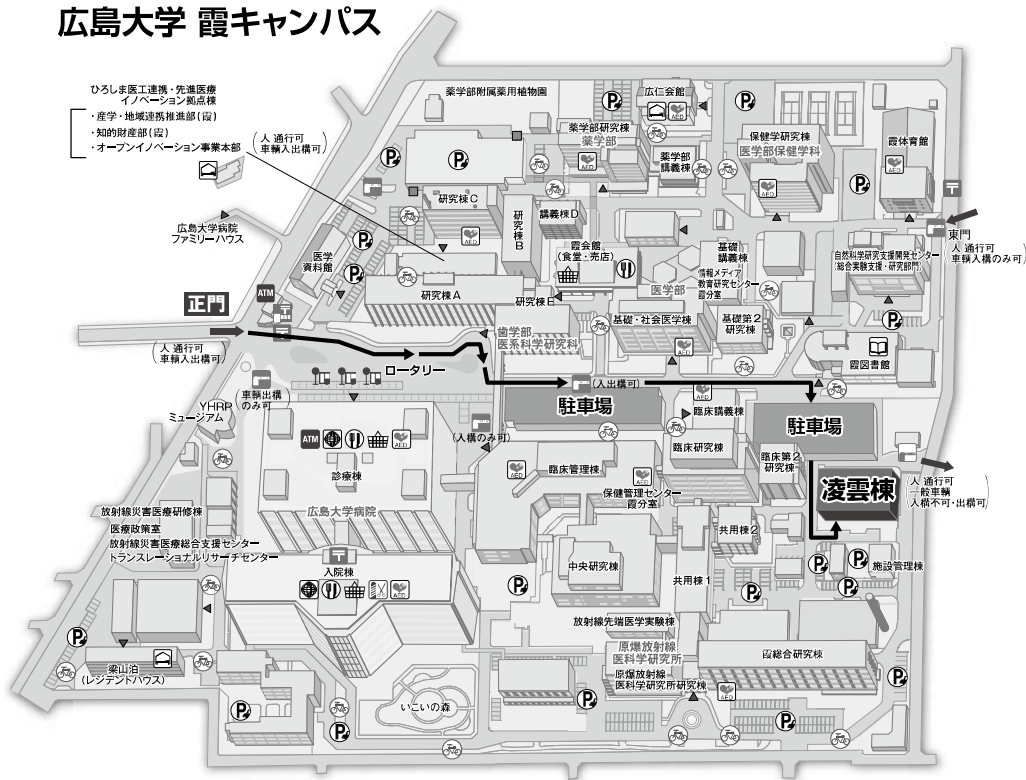 広島大学 霞キャンパス
ひろしま医工連携・先進医療
イノベーション拠点棟
・産学・地域連携推進部(霞)
・知的財産部(霞)
・オープンイノベーション事業本部
(人 通行可
車輌入出構可)
広島大学病院
ファミリーハウス
薬学部附属薬用植物園
広仁会館
AED
薬学部研究棟
薬学部
AED
薬学部
講義棟
保健学研究棟
医学部保健学科
AED
霞体育館
AED
東門
(人 通行可
車輌入構のみ可)
自然科学研究支援開発センター
(総合実験支援・研究部門)
AED
研究棟C
AED
研究棟B
講義棟D
霞会館
(食堂・売店)
基礎
講義棟
情報メディア
教育研究センター
霞分室
医学部
医学
資料館
研究棟A
研究棟E
基礎・社会医学棟
AED
基礎第2
研究棟
霞図書館
正門
ATM
(人 通行可
車輌入出構可)
歯学部
医系科学研究科
ロータリー
(車輌出構
のみ可)
(入出構可)
駐車場
(入構のみ可)
YHRP
ミュージアム
AED
臨床講義棟
駐車場
ATM
AED
診療棟
広島大学病院
AED
臨床管理棟
AED
保健管理センター
霞分室
臨床研究棟
臨床第2
研究棟
凌雲棟
(人 通行可
一般車輌
入構不可・出構可)
放射線災害医療研修棟
医療政策室
放射線災害医療総合支援センター
トランスレーショナルリサーチセンター
入院棟
AED
中央研究棟
共用棟2
共用棟1
施設管理棟
放射線先端医学実験棟
原爆放射線
医科学研究所
原爆放射線
医科学研究所研究棟
AED
霞総合研究棟
梁山泊
(レジデントハウス)
いこいの森